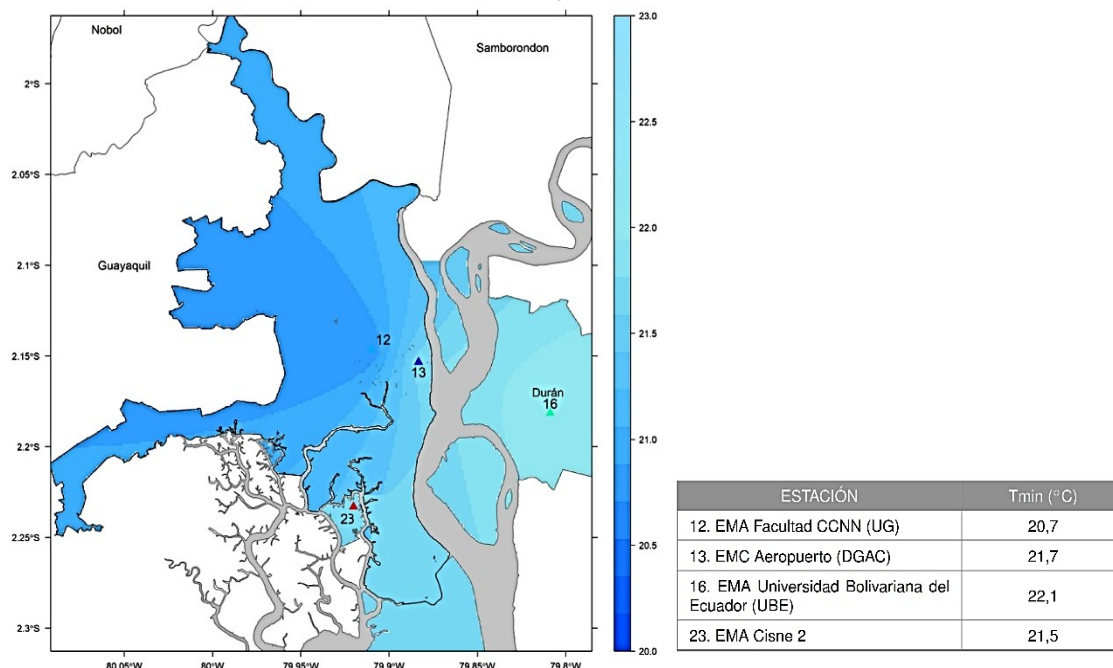 Nobol
Samborondon
Guayaquil
Durán
12
13
16
23
2°S
2.05°S
2.1°S
2.15°S
2.2°S
2.25°S
2.3°S
80.05°W
80°W
79.95°W
79.9°W
79.85°W
79.8°W
23.0
22.5
22.0
21.5
21.0
20.5
20.0
ESTACIÓN Tmin (°C)
12. EMA Facultad CCNN (UG) 20,7
13. EMC Aeropuerto (DGAC) 21,7
16. EMA Universidad Bolivariana del
Ecuador (UBE) 22,1
23. EMA Cisne 2 21,5